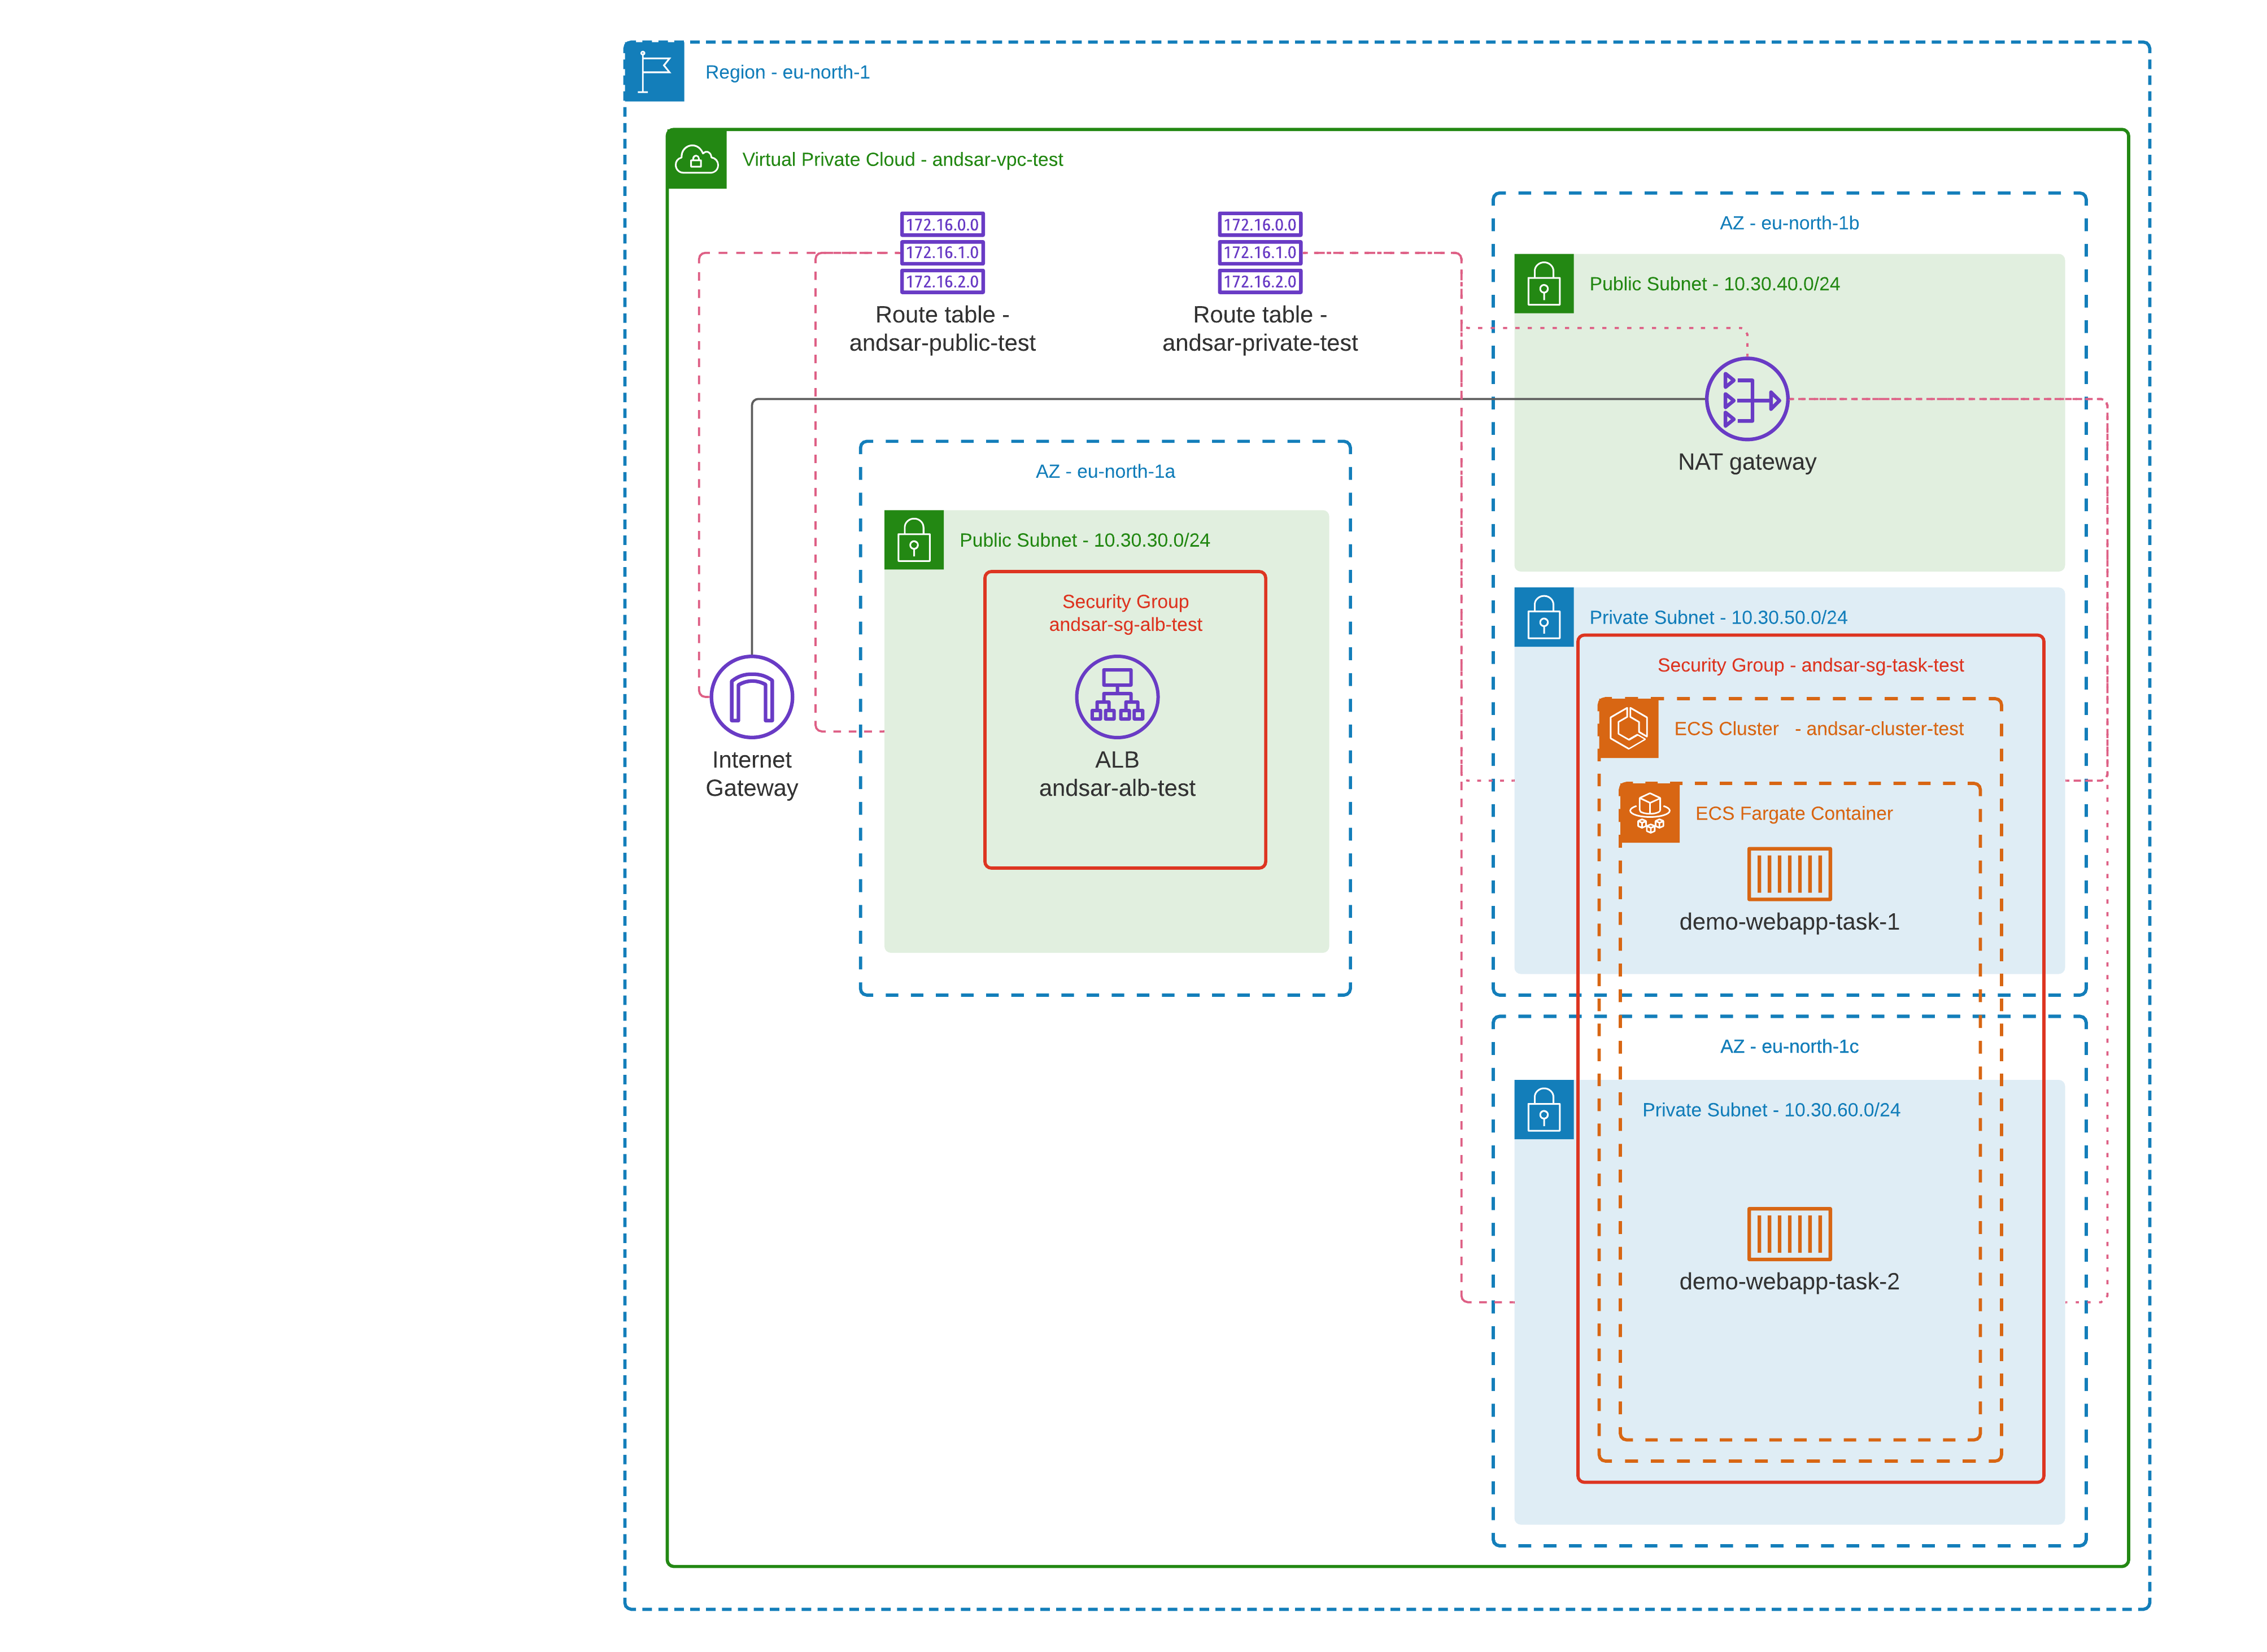 Region - eu-north-1
Virtual Private Cloud - andsar-vpc-test
172.16.0.0
172.16.1.0
172.16.2.0
Route table -
andsar-public-test
172.16.0.0
172.16.1.0
172.16.2.0
Route table -
andsar-private-test
AZ - eu-north-1b
Public Subnet - 10.30.40.0/24
NAT gateway
AZ - eu-north-1a
Public Subnet - 10.30.30.0/24
Security Group
andsar-sg-alb-test
ALB
andsar-alb-test
Internet
Gateway
Private Subnet - 10.30.50.0/24
Security Group - andsar-sg-task-test
ECS Cluster - andsar-cluster-test
ECS Fargate Container
demo-webapp-task-1
AZ - eu-north-1c
Private Subnet - 10.30.60.0/24
demo-webapp-task-2